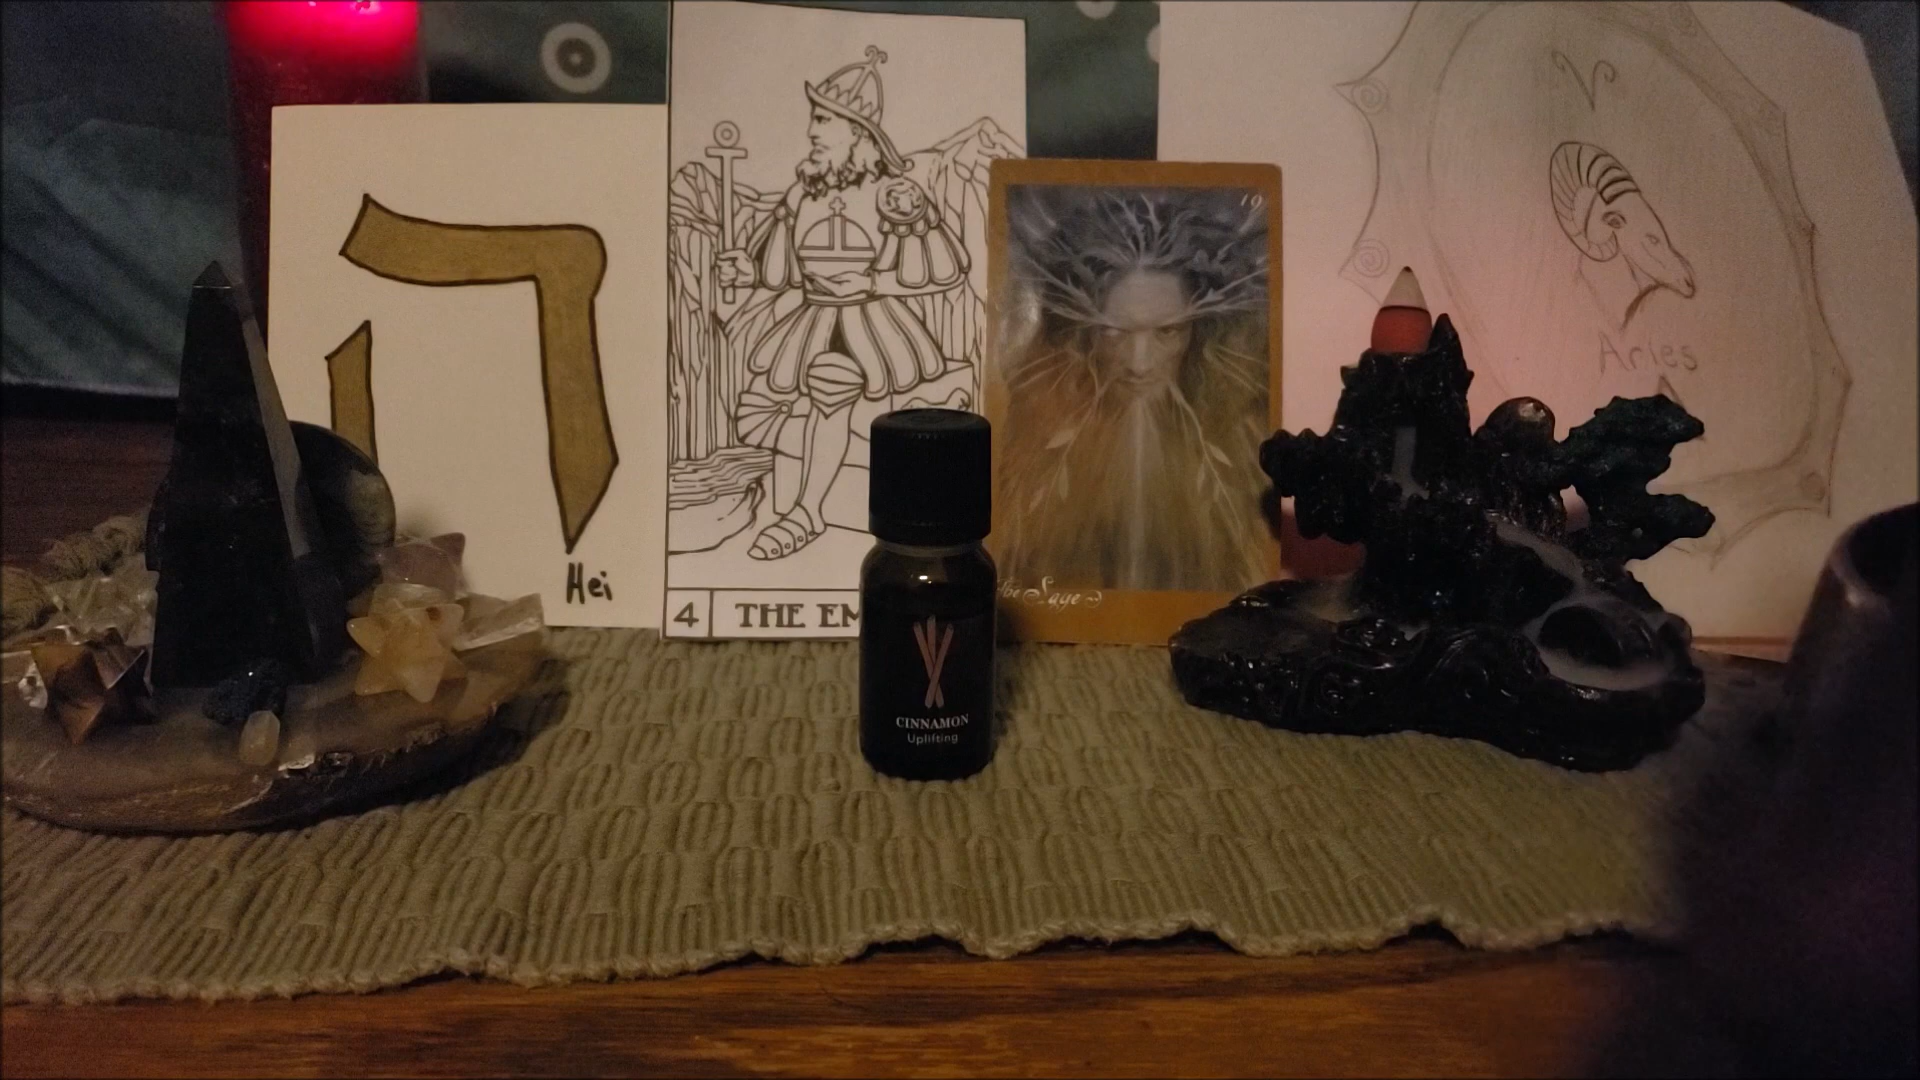 ה
Hei
4 THE EM
19
the Sage
Aries
CINNAMON
Uplifting